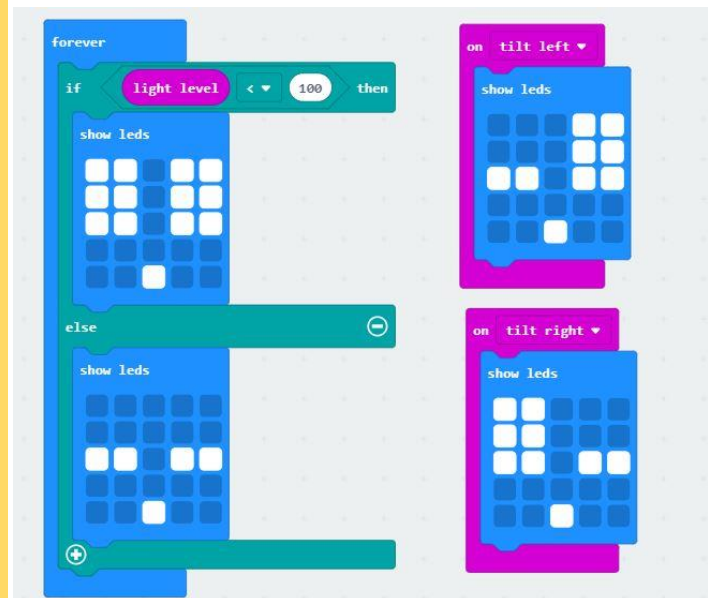 forever
if light level < 100 then
show leds
else
show leds
on tilt left
show leds
on tilt right
show leds